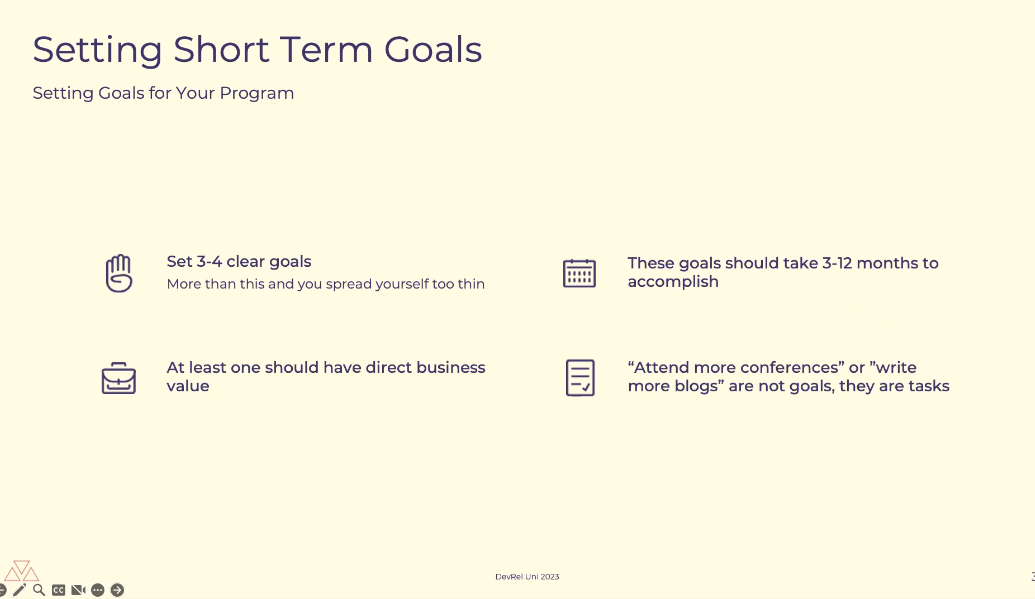 Setting Short Term Goals
Setting Goals for Your Program
Set 3-4 clear goals
More than this and you spread yourself too thin
These goals should take 3-12 months to
accomplish
At least one should have direct business
value
“Attend more conferences” or ”write
more blogs” are not goals, they are tasks
DevRel Uni 2023
CC